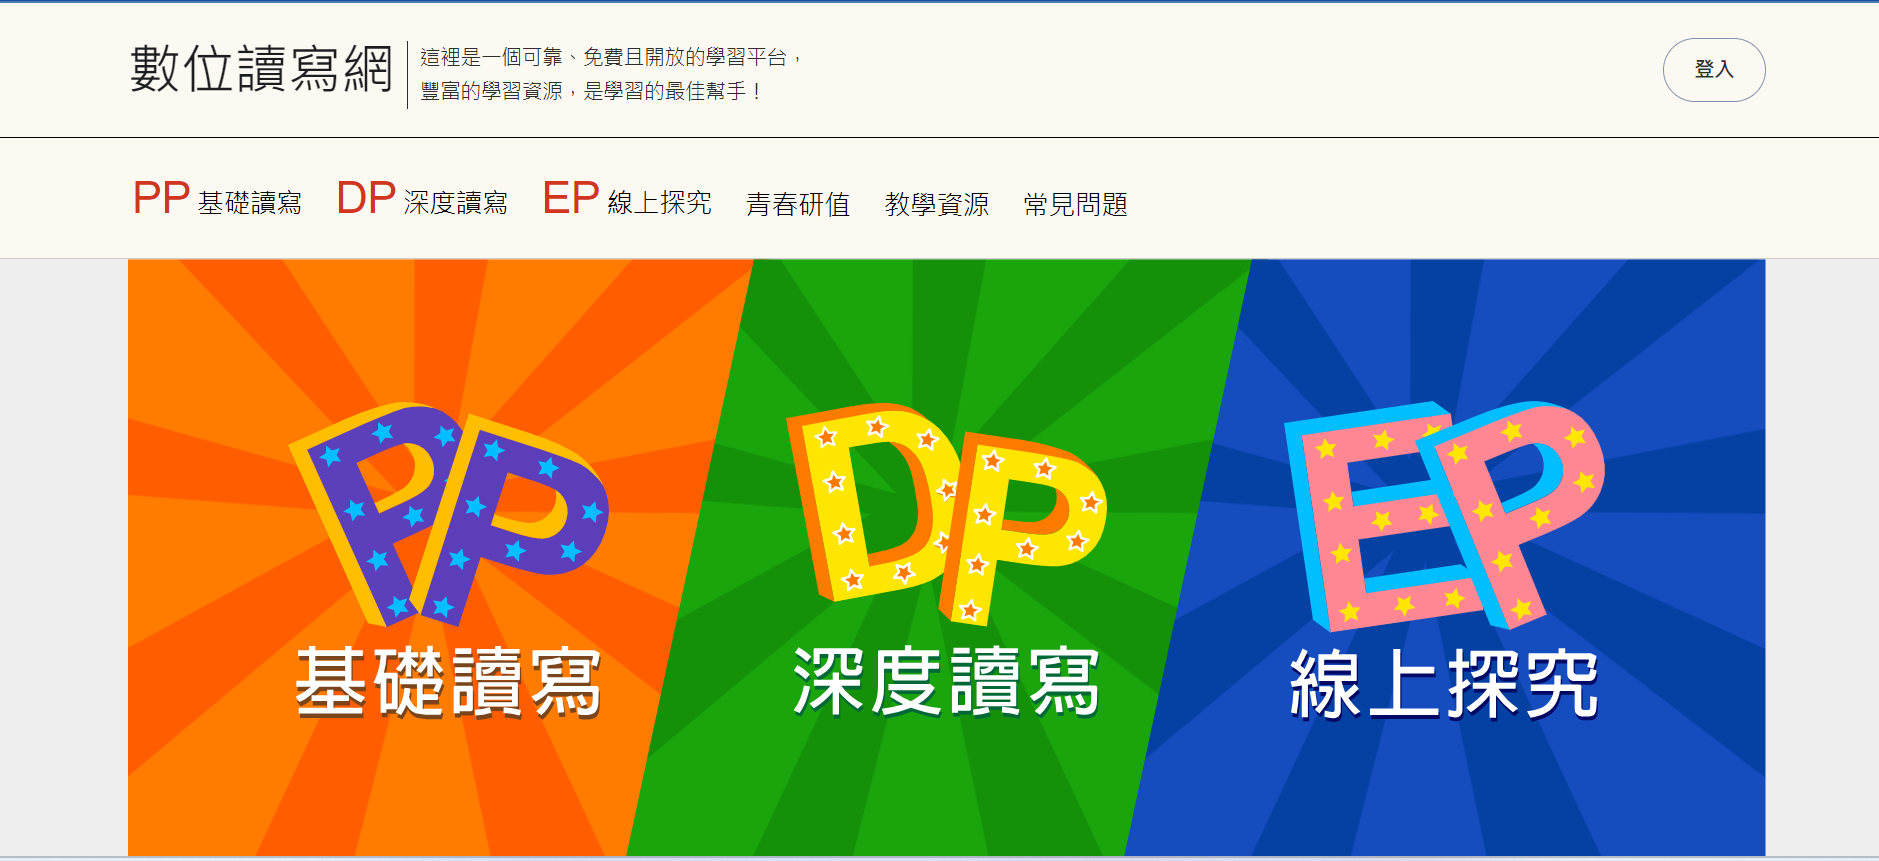 數位讀寫網
這裡是一個可靠、免費且開放的學習平台，
豐富的學習資源，是學習的最佳幫手！
登入
PP 基礎讀寫 DP 深度讀寫 EP 線上探究 青春研值 教學資源 常見問題
PP
基礎讀寫
DP
深度讀寫
EP
線上探究